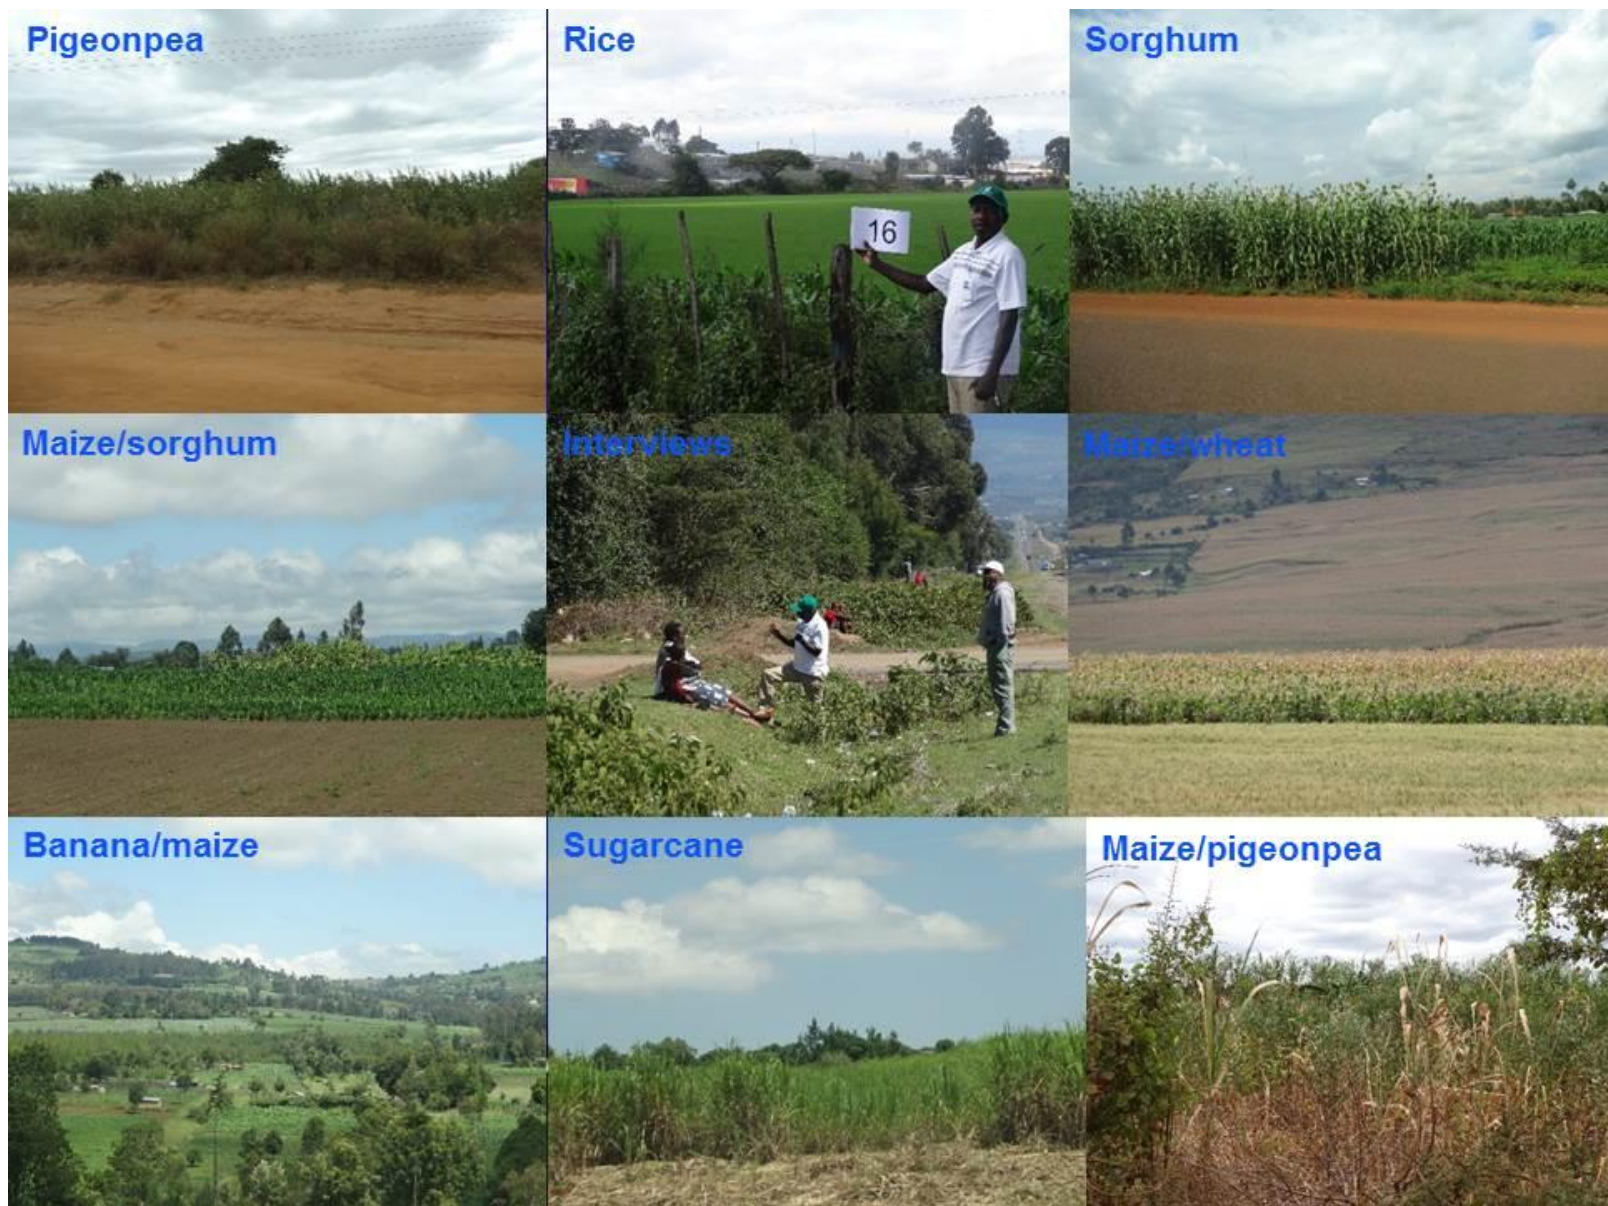 Pigeonpea
Rice
Sorghum
16
Maize/sorghum
Interviews
Maize/wheat
Banana/maize
Sugarcane
Maize/pigeonpea